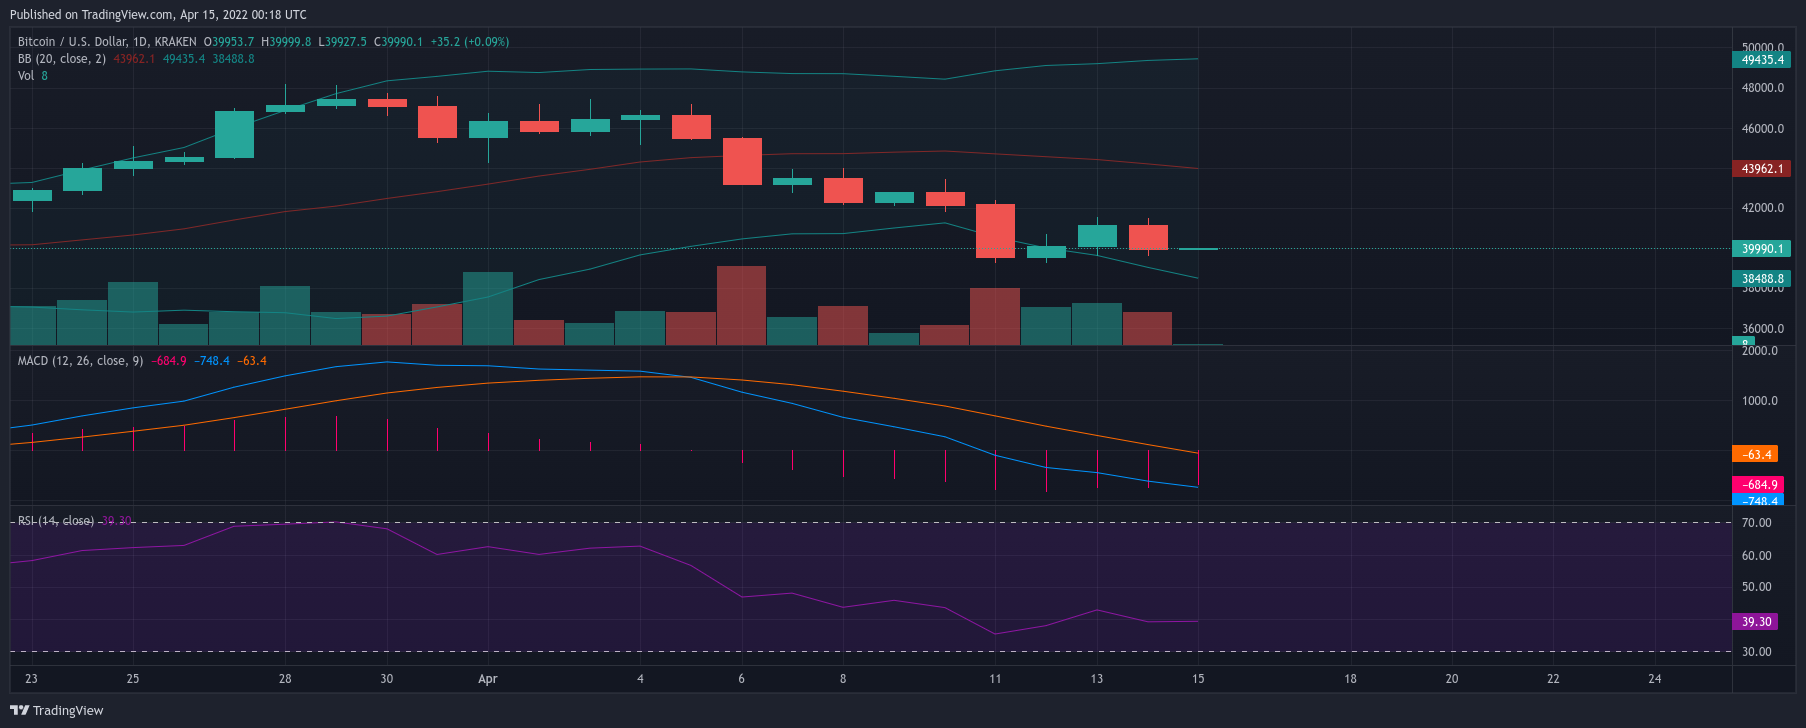 Published on TradingView.com, Apr 15, 2022 00:18 UTC
Bitcoin / U.S. Dollar, 1D, KRAKEN O39953.7 H39999.8 L39927.5 C39990.1 +35.2 (+0.09%)
BB (20, close, 2) 43962.1 49435.4 38488.8
Vol 8
50000.0
49435.4
48000.0
46000.0
43962.1
42000.0
39990.1
38488.8
38000.0
36000.0
8
2000.0
MACD (12, 26, close, 9) −684.9 −748.4 −63.4
1000.0
−63.4
−684.9
−748.4
RSI (14, close) 39.30
70.00
60.00
50.00
39.30
30.00
23 25 28 30 Apr 4 6 8 11 13 15 18 20 22 24
TradingView